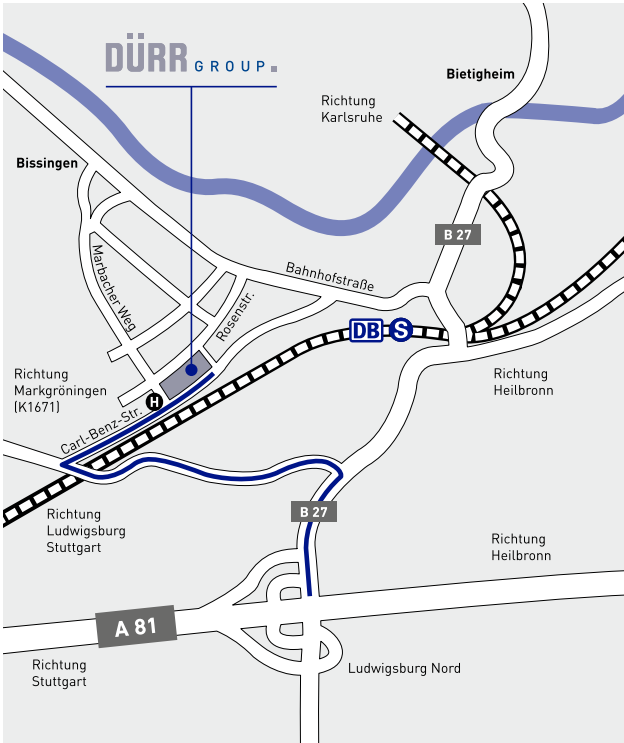 DÜRR GROUP.
Bietigheim
Richtung
Karlsruhe
Bissingen
B 27
Bahnhofstraße
Marbacher Weg
Rosenstr.
DB S
Richtung
Markgröningen
(K1671)
H
Richtung
Heilbronn
Carl-Benz-Str.
Richtung
Ludwigsburg
Stuttgart
B 27
Richtung
Heilbronn
A 81
Richtung
Stuttgart
Ludwigsburg Nord